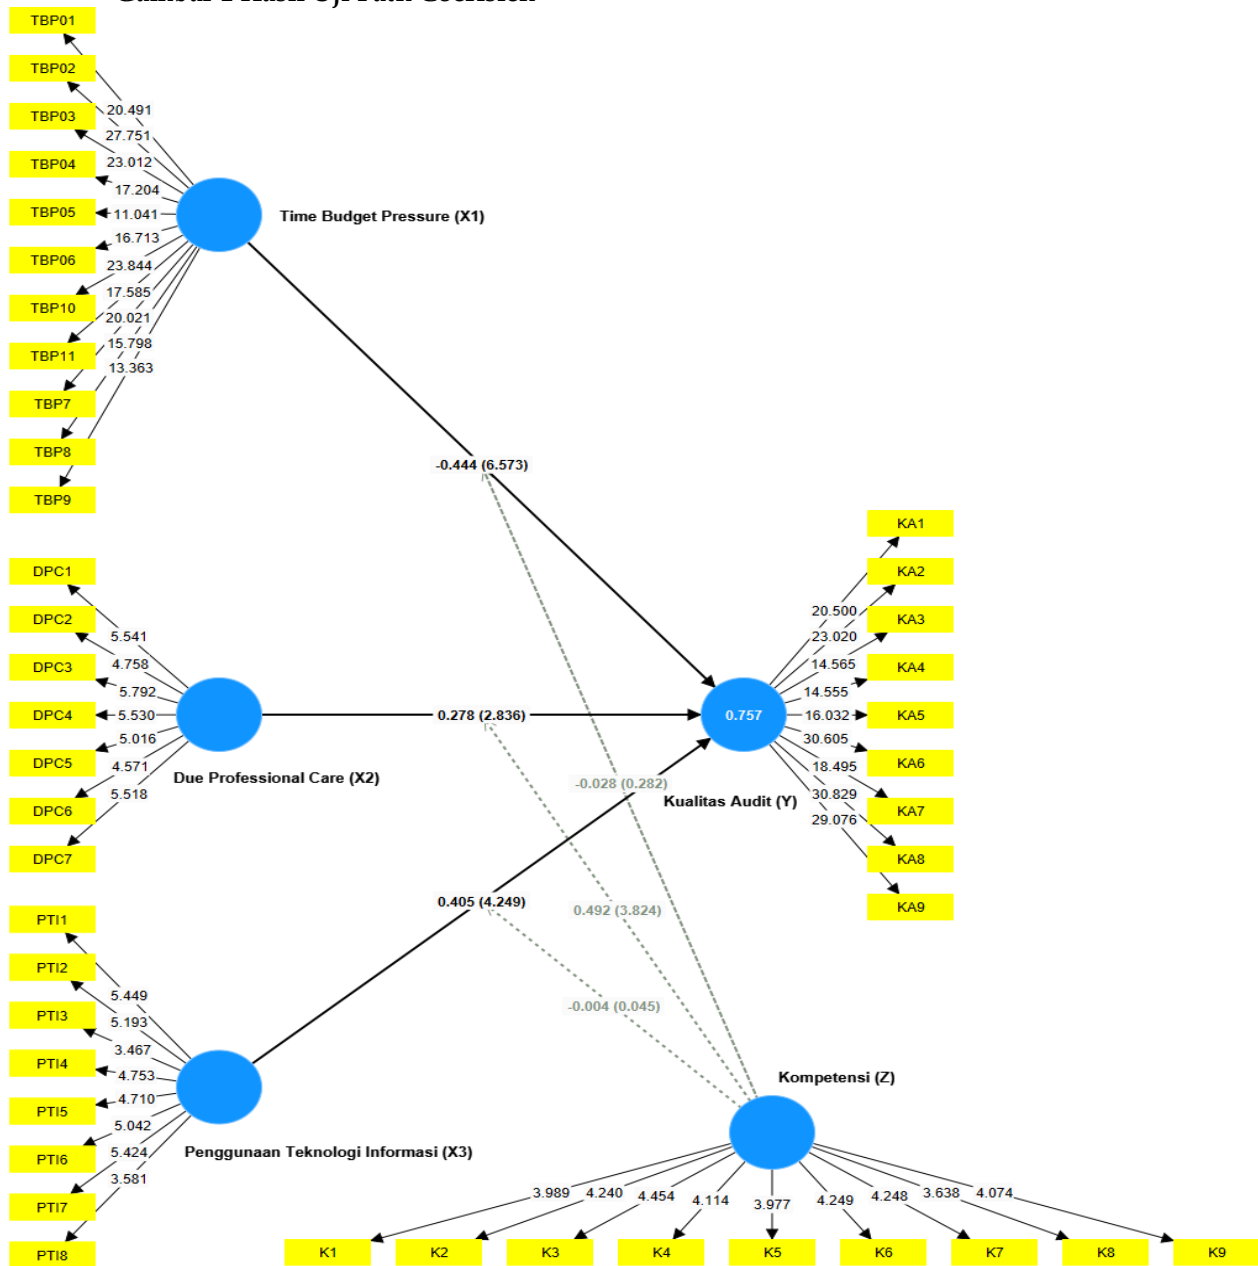 TBP01
TBP02
TBP03
TBP04
TBP05
TBP06
TBP10
TBP11
TBP7
TBP8
TBP9
20.491
27.751
23.012
17.204
11.041
16.713
23.844
17.585
20.021
15.798
13.363
Time Budget Pressure (X1)
-0.444 (6.573)
DPC1
DPC2
DPC3
DPC4
DPC5
DPC6
DPC7
5.541
4.758
5.792
5.530
5.016
4.571
5.518
Due Professional Care (X2)
0.278 (2.836)
-0.028 (0.282)
0.757
Kualitas Audit (Y)
20.500
23.020
14.565
14.555
16.032
30.605
18.495
30.829
29.076
KA1
KA2
KA3
KA4
KA5
KA6
KA7
KA8
KA9
PTI1
PTI2
PTI3
PTI4
PTI5
PTI6
PTI7
PTI8
5.449
5.193
3.467
4.753
4.710
5.042
5.424
3.581
Penggunaan Teknologi Informasi (X3)
0.405 (4.249)
0.492 (3.824)
-0.004 (0.045)
Kompetensi (Z)
3.989
4.240
4.454
4.114
3.977
4.249
4.248
3.638
4.074
K1
K2
K3
K4
K5
K6
K7
K8
K9